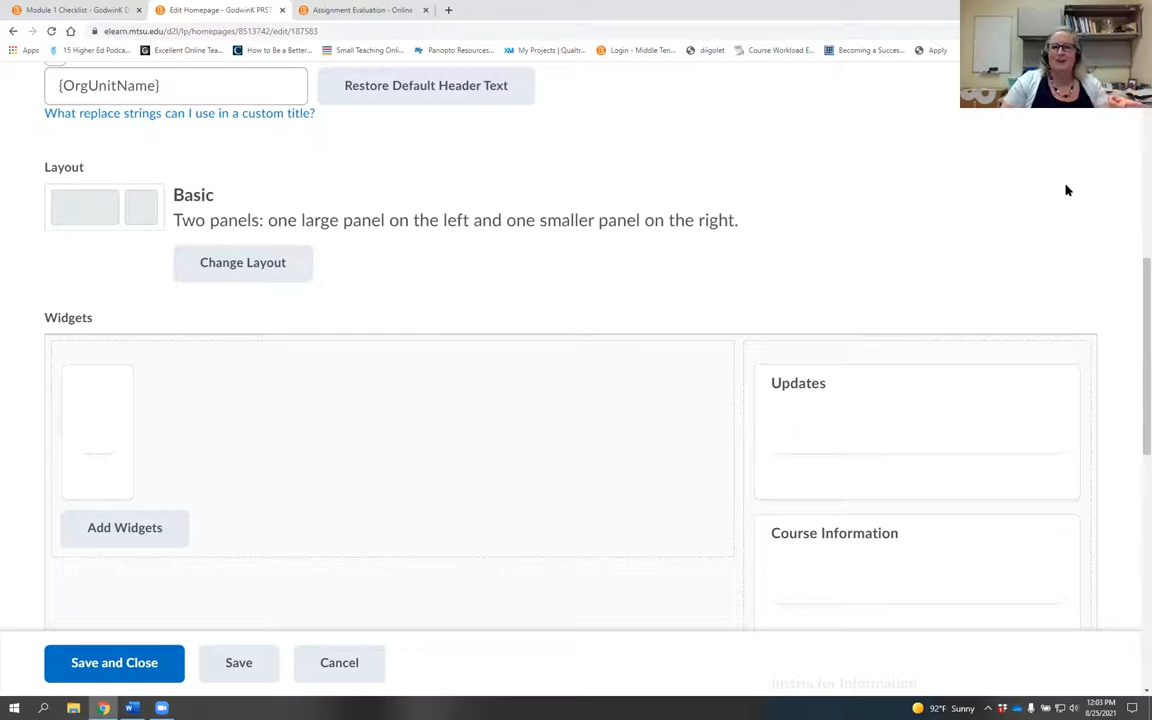 Module 1 Checklist - GodwinK D
Edit Homepage - GodwinK PRST
Assignment Evaluation - Online
elearn.mtsu.edu/d2l/lp/homepages/8513742/edit/187583
Apps
15 Higher Ed Podca...
Excellent Online Tea...
How to Be a Better...
Small Teaching Onli...
Panopto Resources...
My Projects | Qualtr...
Login - Middle Ten...
diigolet
Course Workload E...
Becoming a Succes...
Apply
{OrgUnitName}
Restore Default Header Text
What replace strings can I use in a custom title?
Layout
Basic
Two panels: one large panel on the left and one smaller panel on the right.
Change Layout
Widgets
Updates
Add Widgets
Course Information
Save and Close
Save
Cancel
Instructor Information
92°F Sunny
12:03 PM
8/25/2021